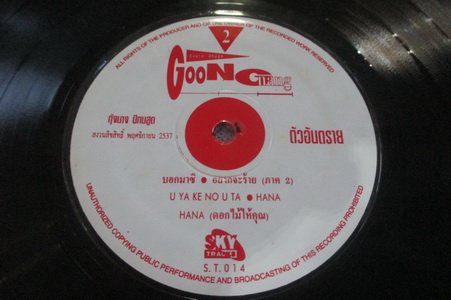 ALL RIGHTS OF THE PRODUCER AND OF THE OWNER OF THE RECORDED WORK RESERVED
2
GOONG
nang
กุ้งนาง ปัทมสูต
สงวนลิขสิทธิ์ พฤศจิกายน 2537
ตัวอันตราย
บอกมาซิ ● อยากจะร้าย (ภาค 2)
U YA KE NO U TA ● HANA
HANA (ดอกไม้ให้คุณ)
SKY
TRACKS
S.T. 014
UNAUTHORIZED COPYING PUBLIC PERFORMANCE AND BROADCASTING OF THIS RECORDING PROHIBITED